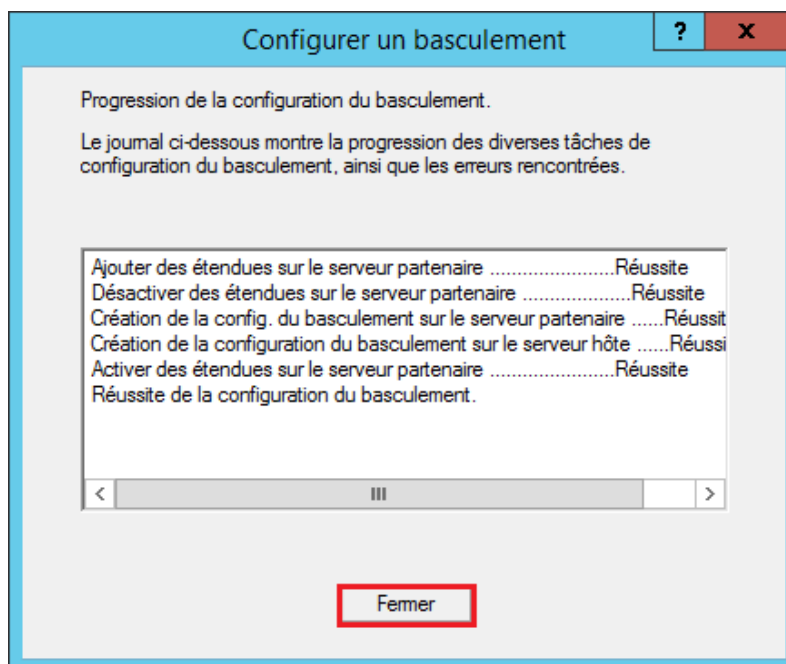 Configurer un basculement
?
x
Progression de la configuration du basculement.
Le journal ci-dessous montre la progression des diverses tâches de
configuration du basculement, ainsi que les erreurs rencontrées.
Ajouter des étendues sur le serveur partenaire .......................Réussite
Désactiver des étendues sur le serveur partenaire ....................Réussite
Création de la config. du basculement sur le serveur partenaire ......Réussit
Création de la configuration du basculement sur le serveur hôte ......Réussi
Activer des étendues sur le serveur partenaire .......................Réussite
Réussite de la configuration du basculement.
Fermer